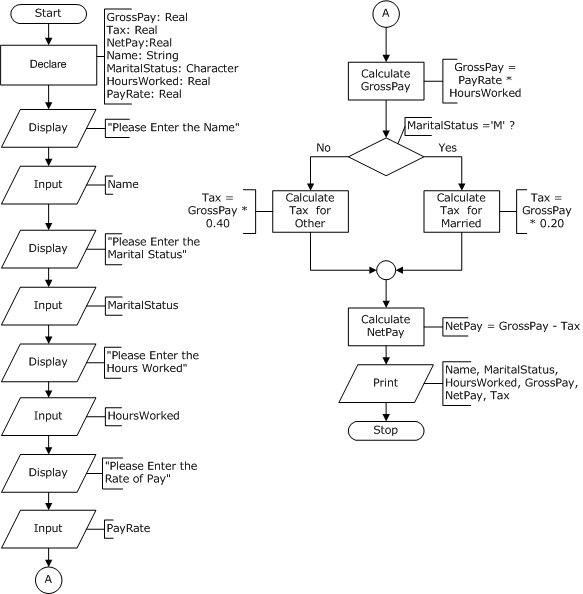 Start
GrossPay: Real
Tax: Real
NetPay:Real
Name: String
MaritalStatus: Character
HoursWorked: Real
PayRate: Real
Declare
Display
"Please Enter the Name"
Input
Name
Display
"Please Enter the
Marital Status"
Input
MaritalStatus
Display
"Please Enter the
Hours Worked"
Input
HoursWorked
Display
"Please Enter the
Rate of Pay"
Input
PayRate
A
A
Calculate
GrossPay
GrossPay =
PayRate *
HoursWorked
MaritalStatus ='M' ?
No
Yes
Tax =
GrossPay *
0.40
Calculate
Tax for
Other
Calculate
Tax for
Married
Tax =
GrossPay
* 0.20
Calculate
NetPay
NetPay = GrossPay - Tax
Print
Name, MaritalStatus,
HoursWorked, GrossPay,
NetPay, Tax
Stop